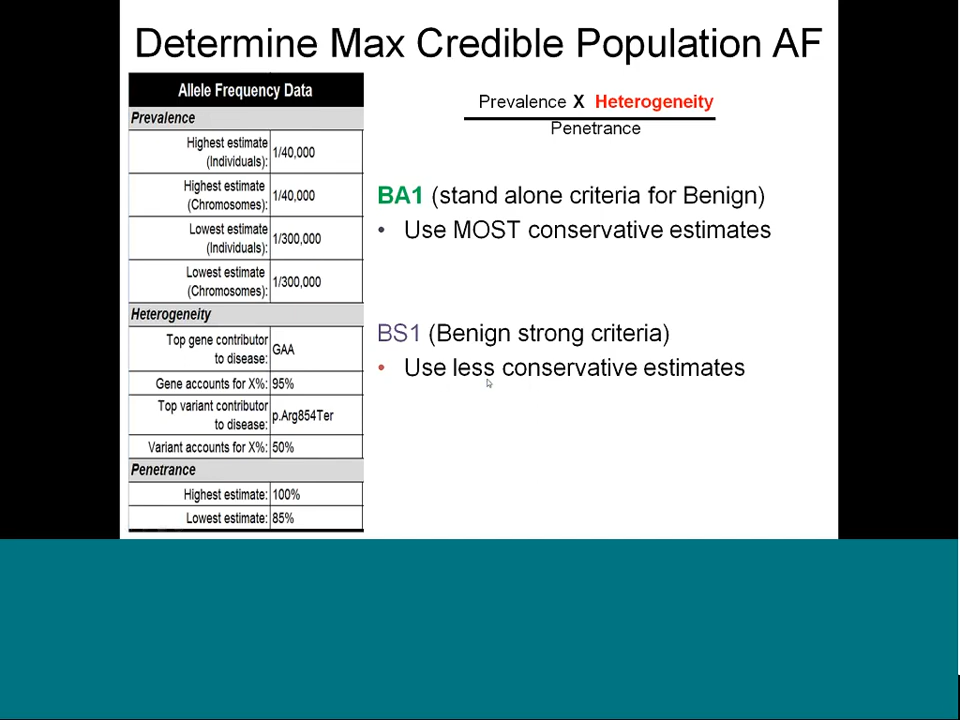 Determine Max Credible Population AF
Allele Frequency Data
Prevalence
Highest estimate
(Individuals): 1/40,000
Highest estimate
(Chromosomes): 1/40,000
Lowest estimate
(Individuals): 1/300,000
Lowest estimate
(Chromosomes): 1/300,000
Heterogeneity
Top gene contributor
to disease: GAA
Gene accounts for X%: 95%
Top variant contributor
to disease: p.Arg854Ter
Variant accounts for X%: 50%
Penetrance
Highest estimate: 100%
Lowest estimate: 85%
Prevalence X Heterogeneity
Penetrance
BA1 (stand alone criteria for Benign)
• Use MOST conservative estimates
BS1 (Benign strong criteria)
• Use less conservative estimates